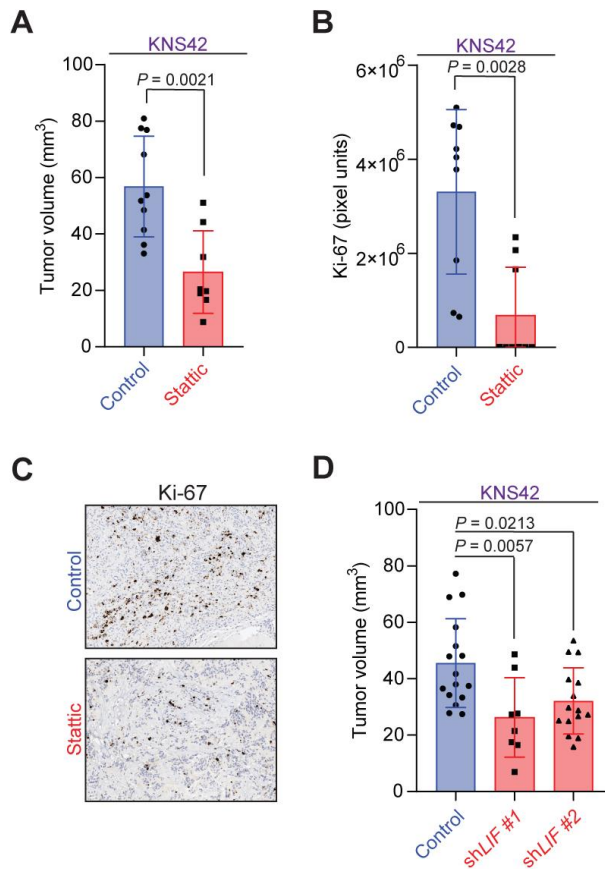 A
KNS42
P = 0.0021
Tumor volume (mm³)
100
80
60
40
20
0
Control
Stattic
B
KNS42
P = 0.0028
Ki-67 (pixel units)
6×10⁶
4×10⁶
2×10⁶
0
Control
Stattic
C
Ki-67
Control
Stattic
D
KNS42
P = 0.0213
P = 0.0057
Tumor volume (mm³)
100
80
60
40
20
0
Control
shLIF #1
shLIF #2